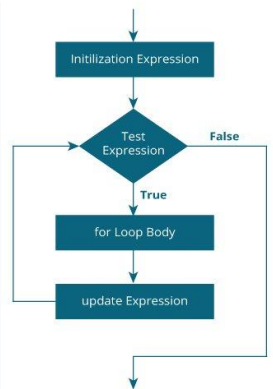 Initilization Expression
Test
Expression
False
True
for Loop Body
update Expression